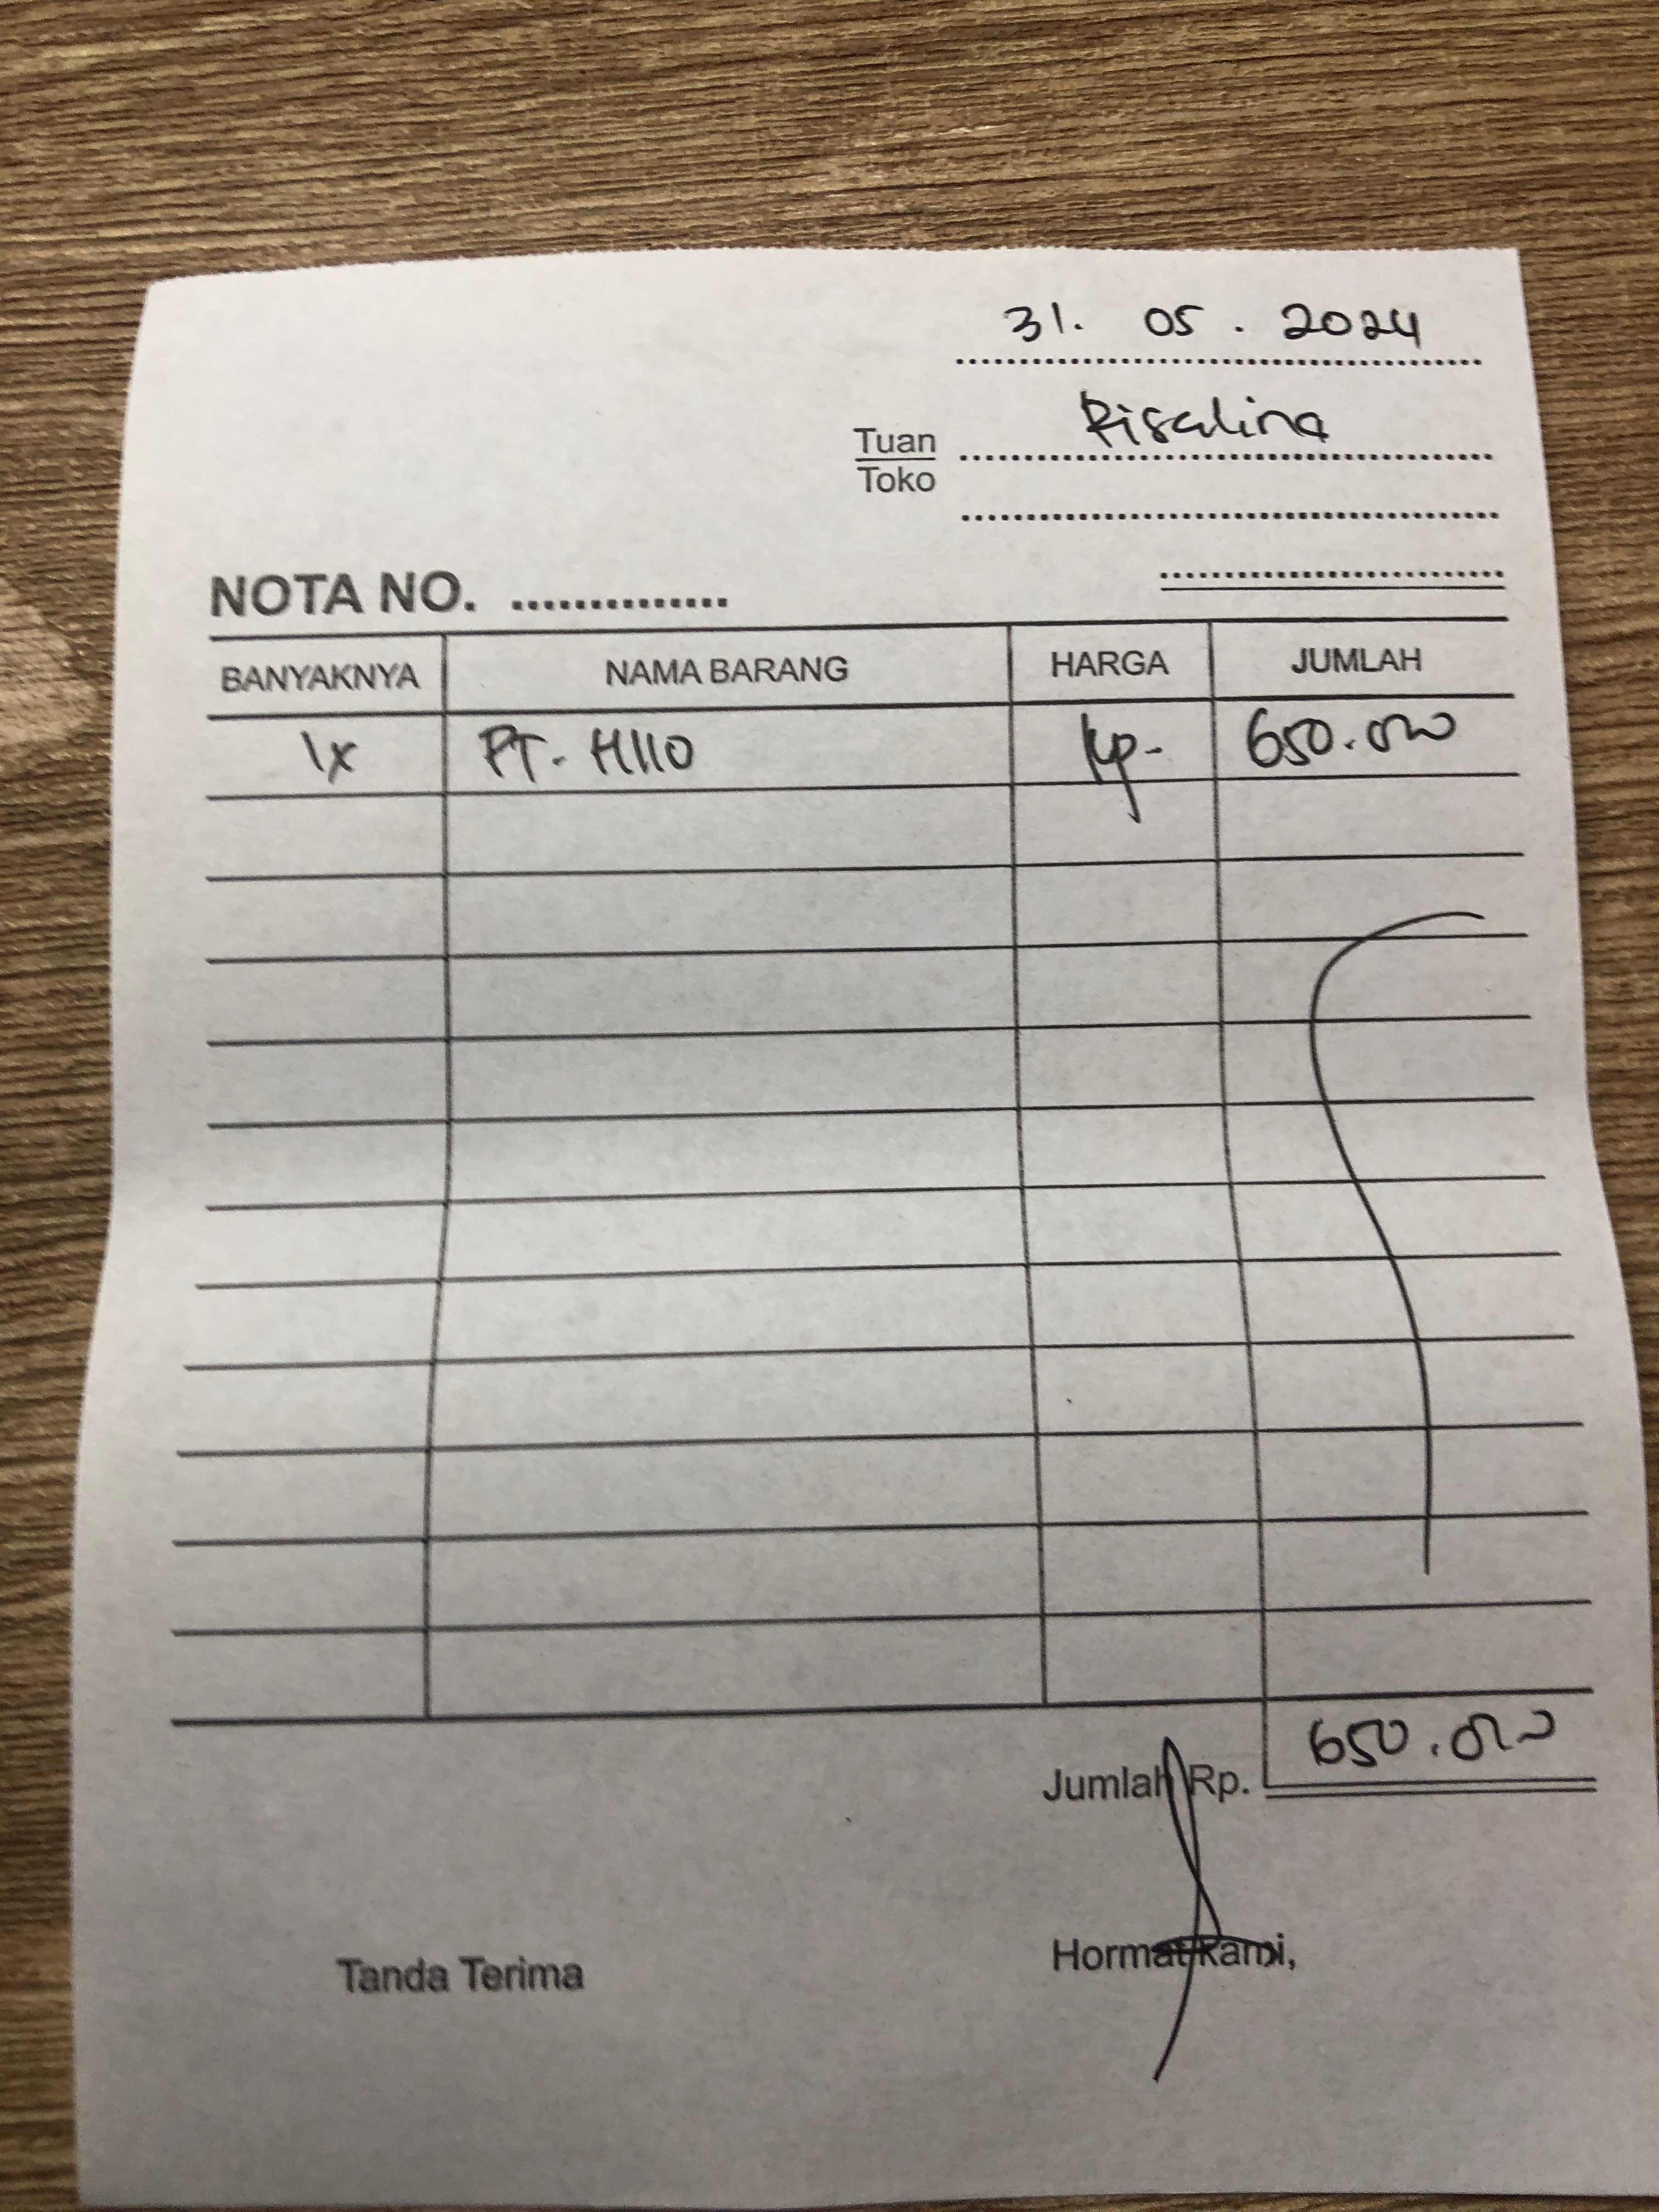 31. 05. 2024
Tuan Risalina
Toko
NOTA NO. ..............
BANYAKNYA NAMA BARANG HARGA JUMLAH
1x PT. H110 Rp- 650.000
Jumlah Rp. 650.000
Tanda Terima Hormat kami,